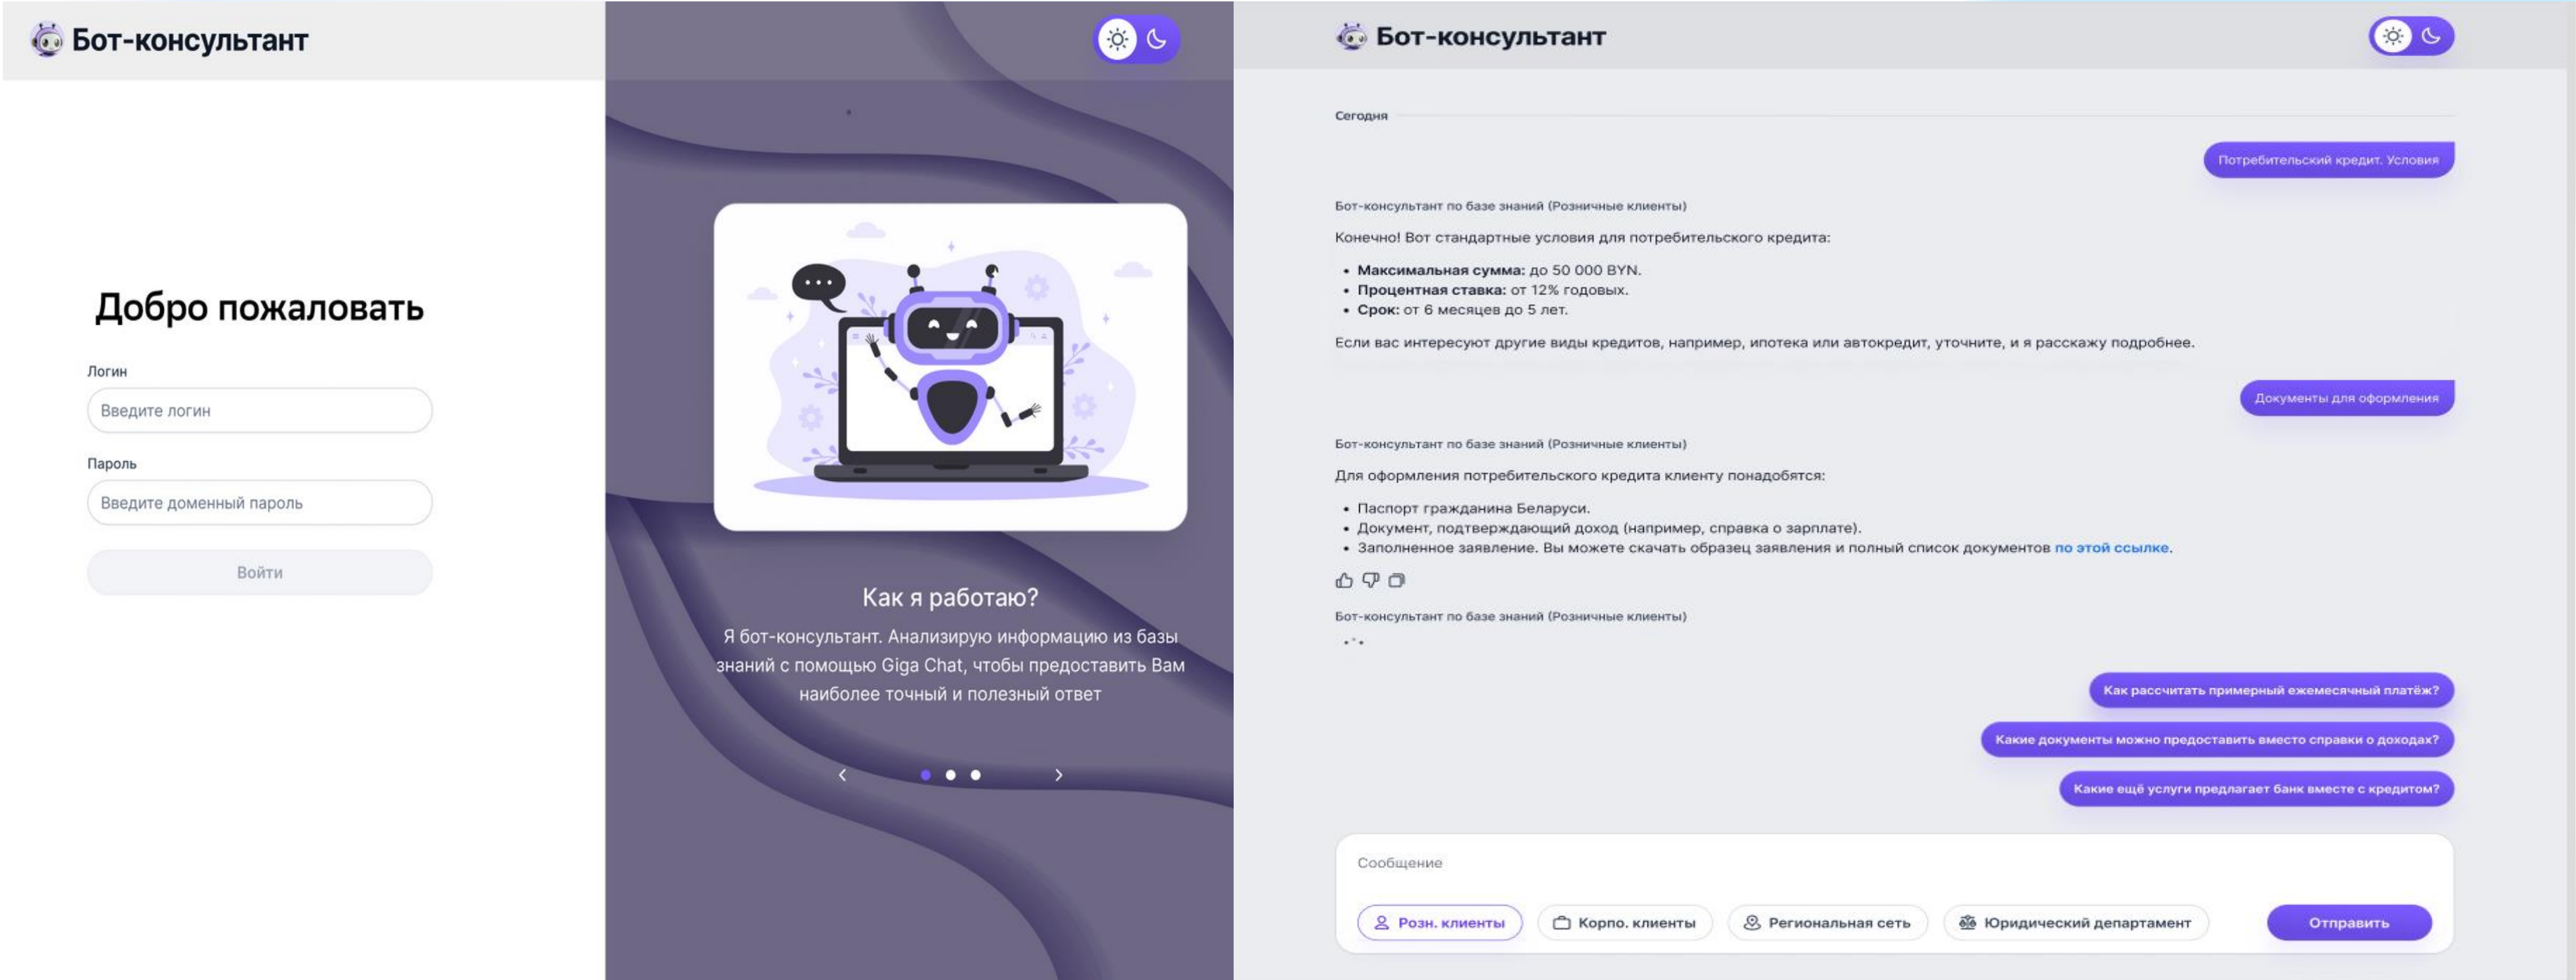 Бот-консультант
Добро пожаловать
Логин
Введите логин
Пароль
Введите доменный пароль
Войти
Как я работаю?
Я бот-консультант. Анализирую информацию из базы
знаний с помощью Giga Chat, чтобы предоставить Вам
наиболее точный и полезный ответ
Бот-консультант
Сегодня
Потребительский кредит. Условия
Бот-консультант по базе знаний (Розничные клиенты)
Конечно! Вот стандартные условия для потребительского кредита:
• Максимальная сумма: до 50 000 BYN.
• Процентная ставка: от 12% годовых.
• Срок: от 6 месяцев до 5 лет.
Если вас интересуют другие виды кредитов, например, ипотека или автокредит, уточните, и я расскажу подробнее.
Документы для оформления
Бот-консультант по базе знаний (Розничные клиенты)
Для оформления потребительского кредита клиенту понадобятся:
• Паспорт гражданина Беларуси.
• Документ, подтверждающий доход (например, справка о зарплате).
• Заполненное заявление. Вы можете скачать образец заявления и полный список документов по этой ссылке.
Бот-консультант по базе знаний (Розничные клиенты)
Как рассчитать примерный ежемесячный платёж?
Какие документы можно предоставить вместо справки о доходах?
Какие ещё услуги предлагает банк вместе с кредитом?
Сообщение
Розн. клиенты
Корпо. клиенты
Региональная сеть
Юридический департамент
Отправить